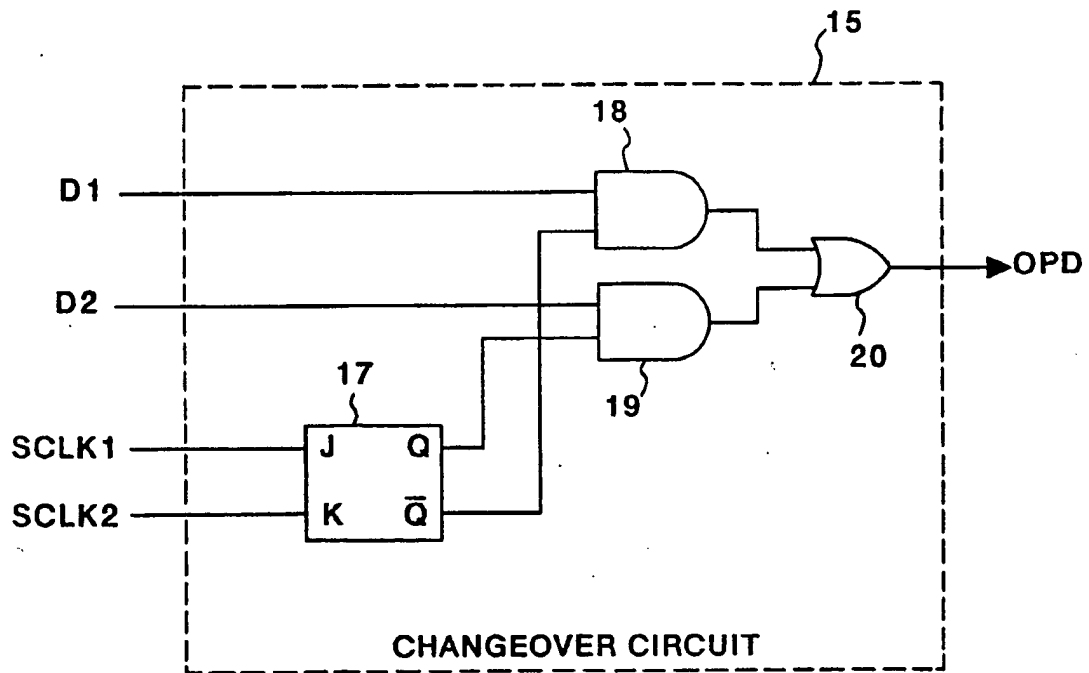 15
18
D1
OPD
D2
20
19
17
SCLK1
J
Q
SCLK2
K
Q̅
CHANGEOVER CIRCUIT